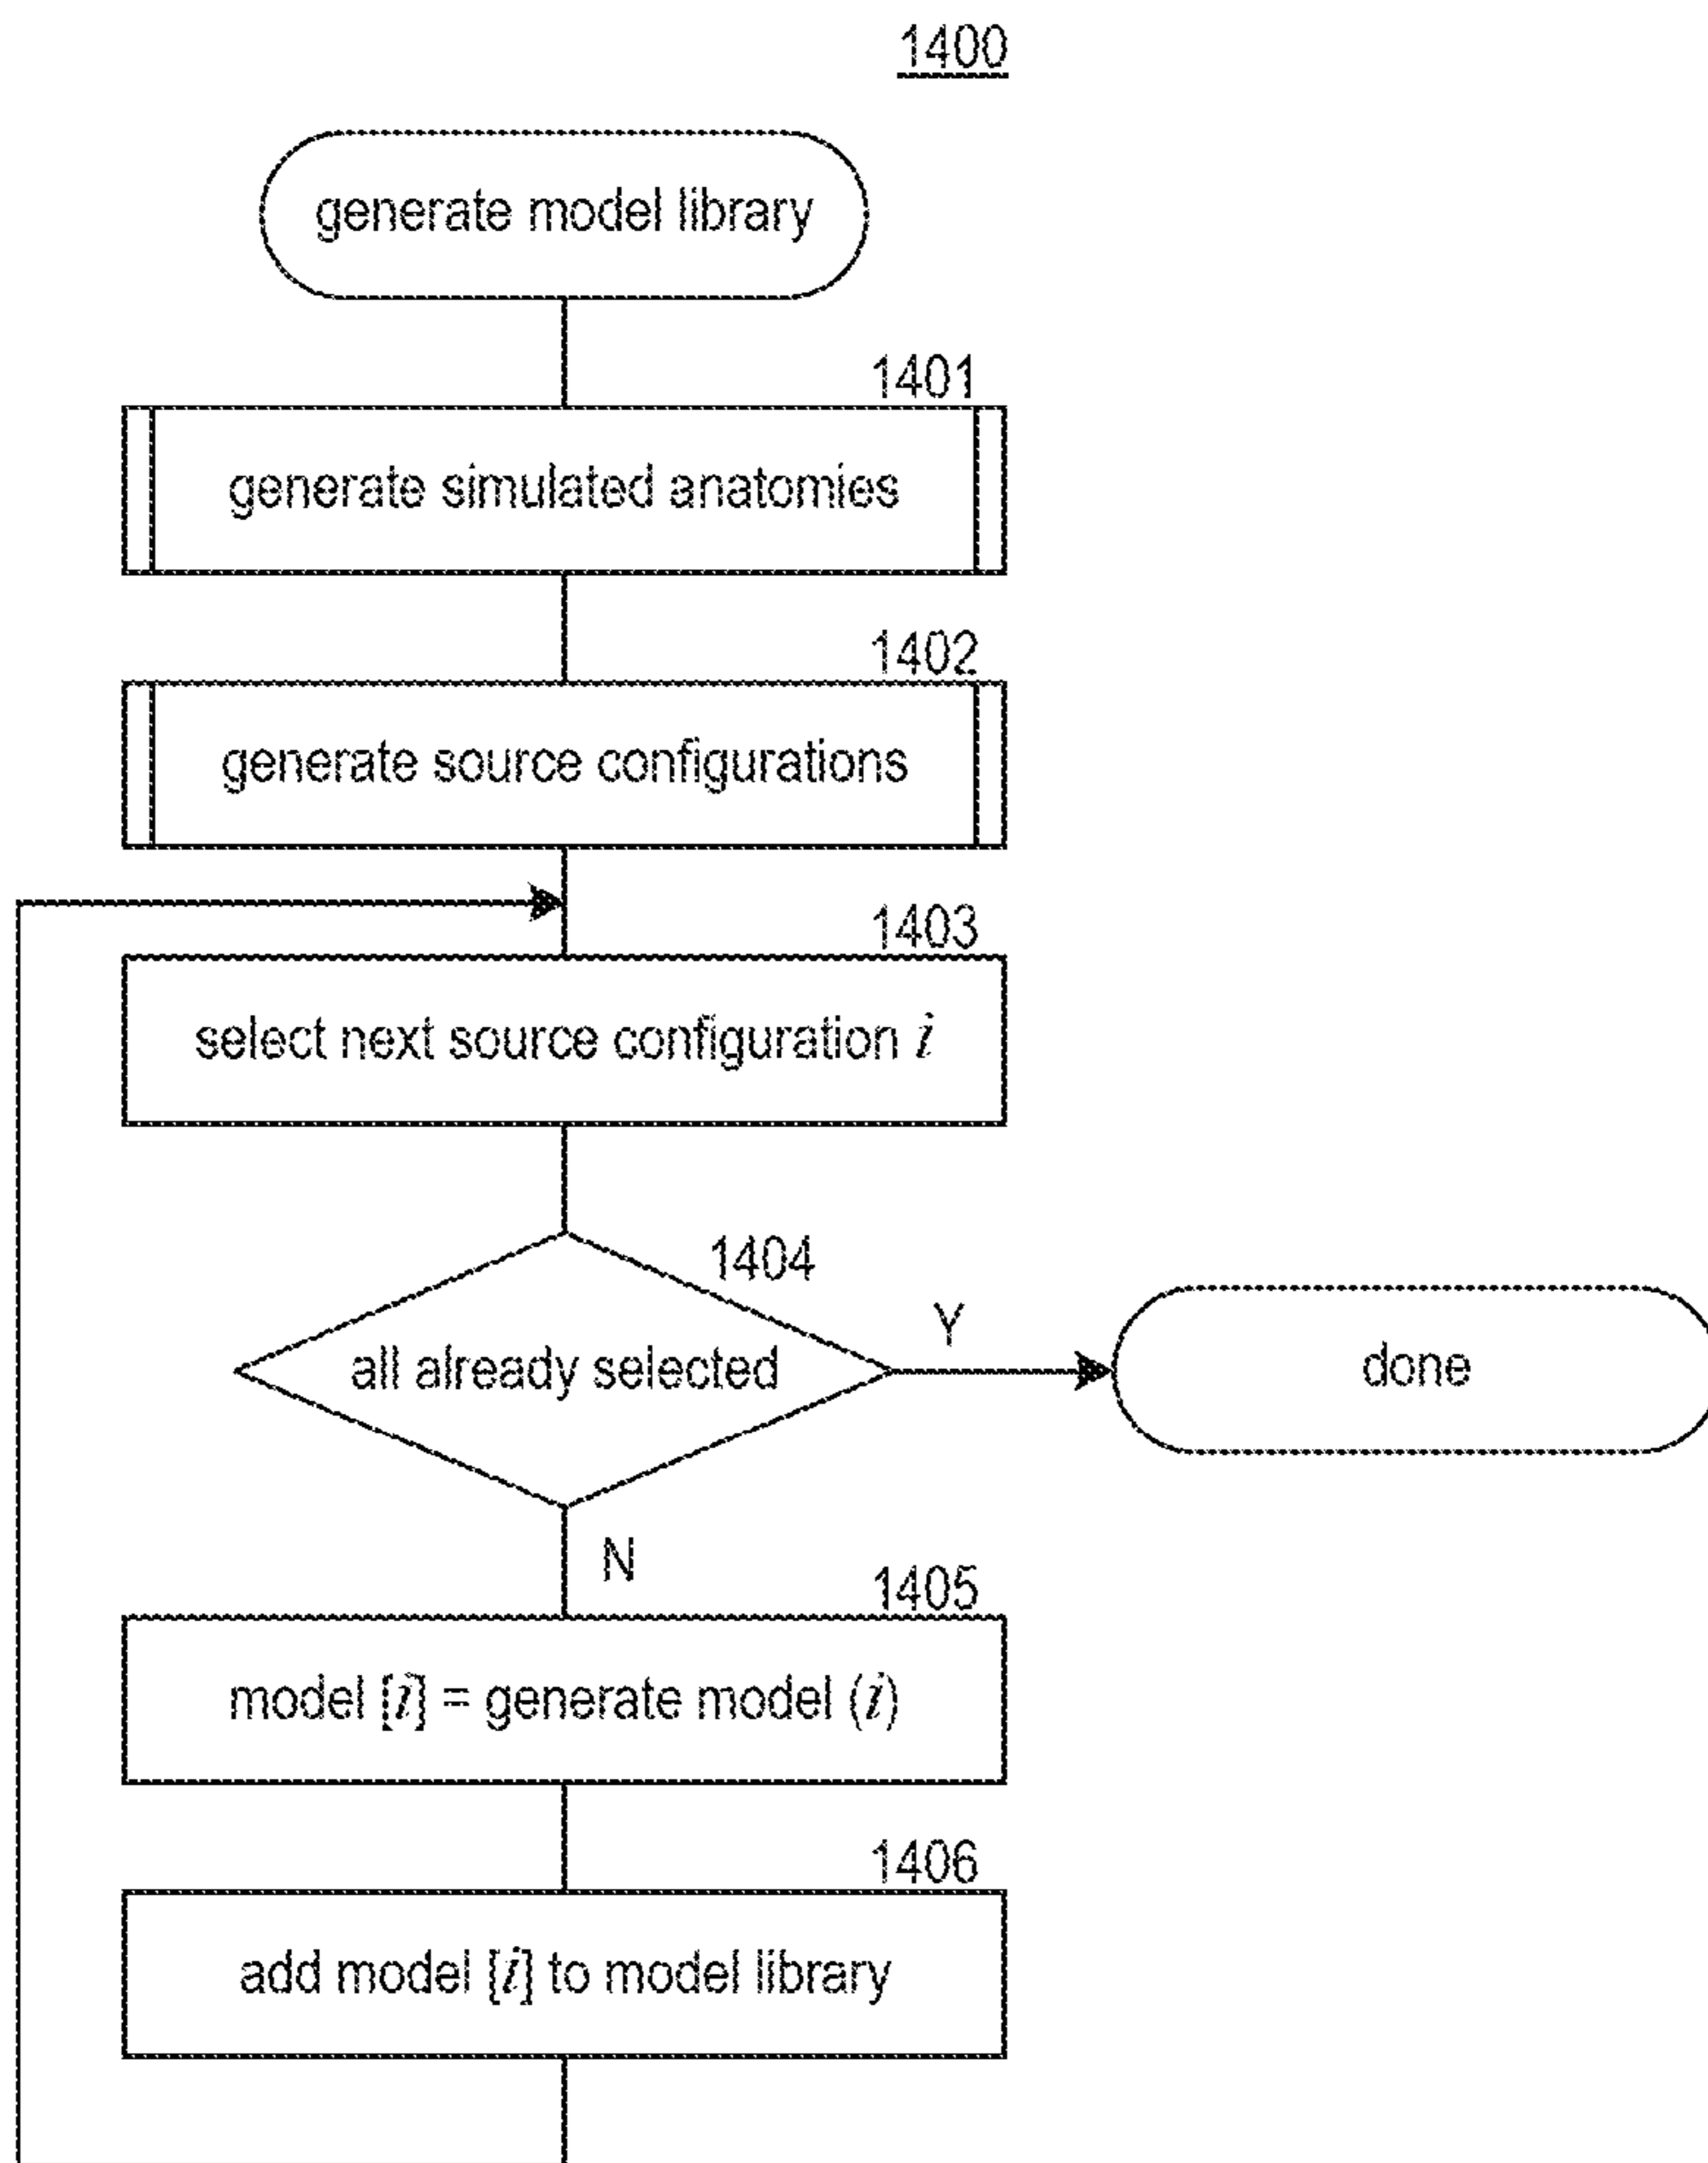 1400
generate model library
1401
generate simulated anatomies
1402
generate source configurations
1403
select next source configuration i
1404
all already selected
Y
done
N
1405
model [i] = generate model (i)
1406
add model [i] to model library